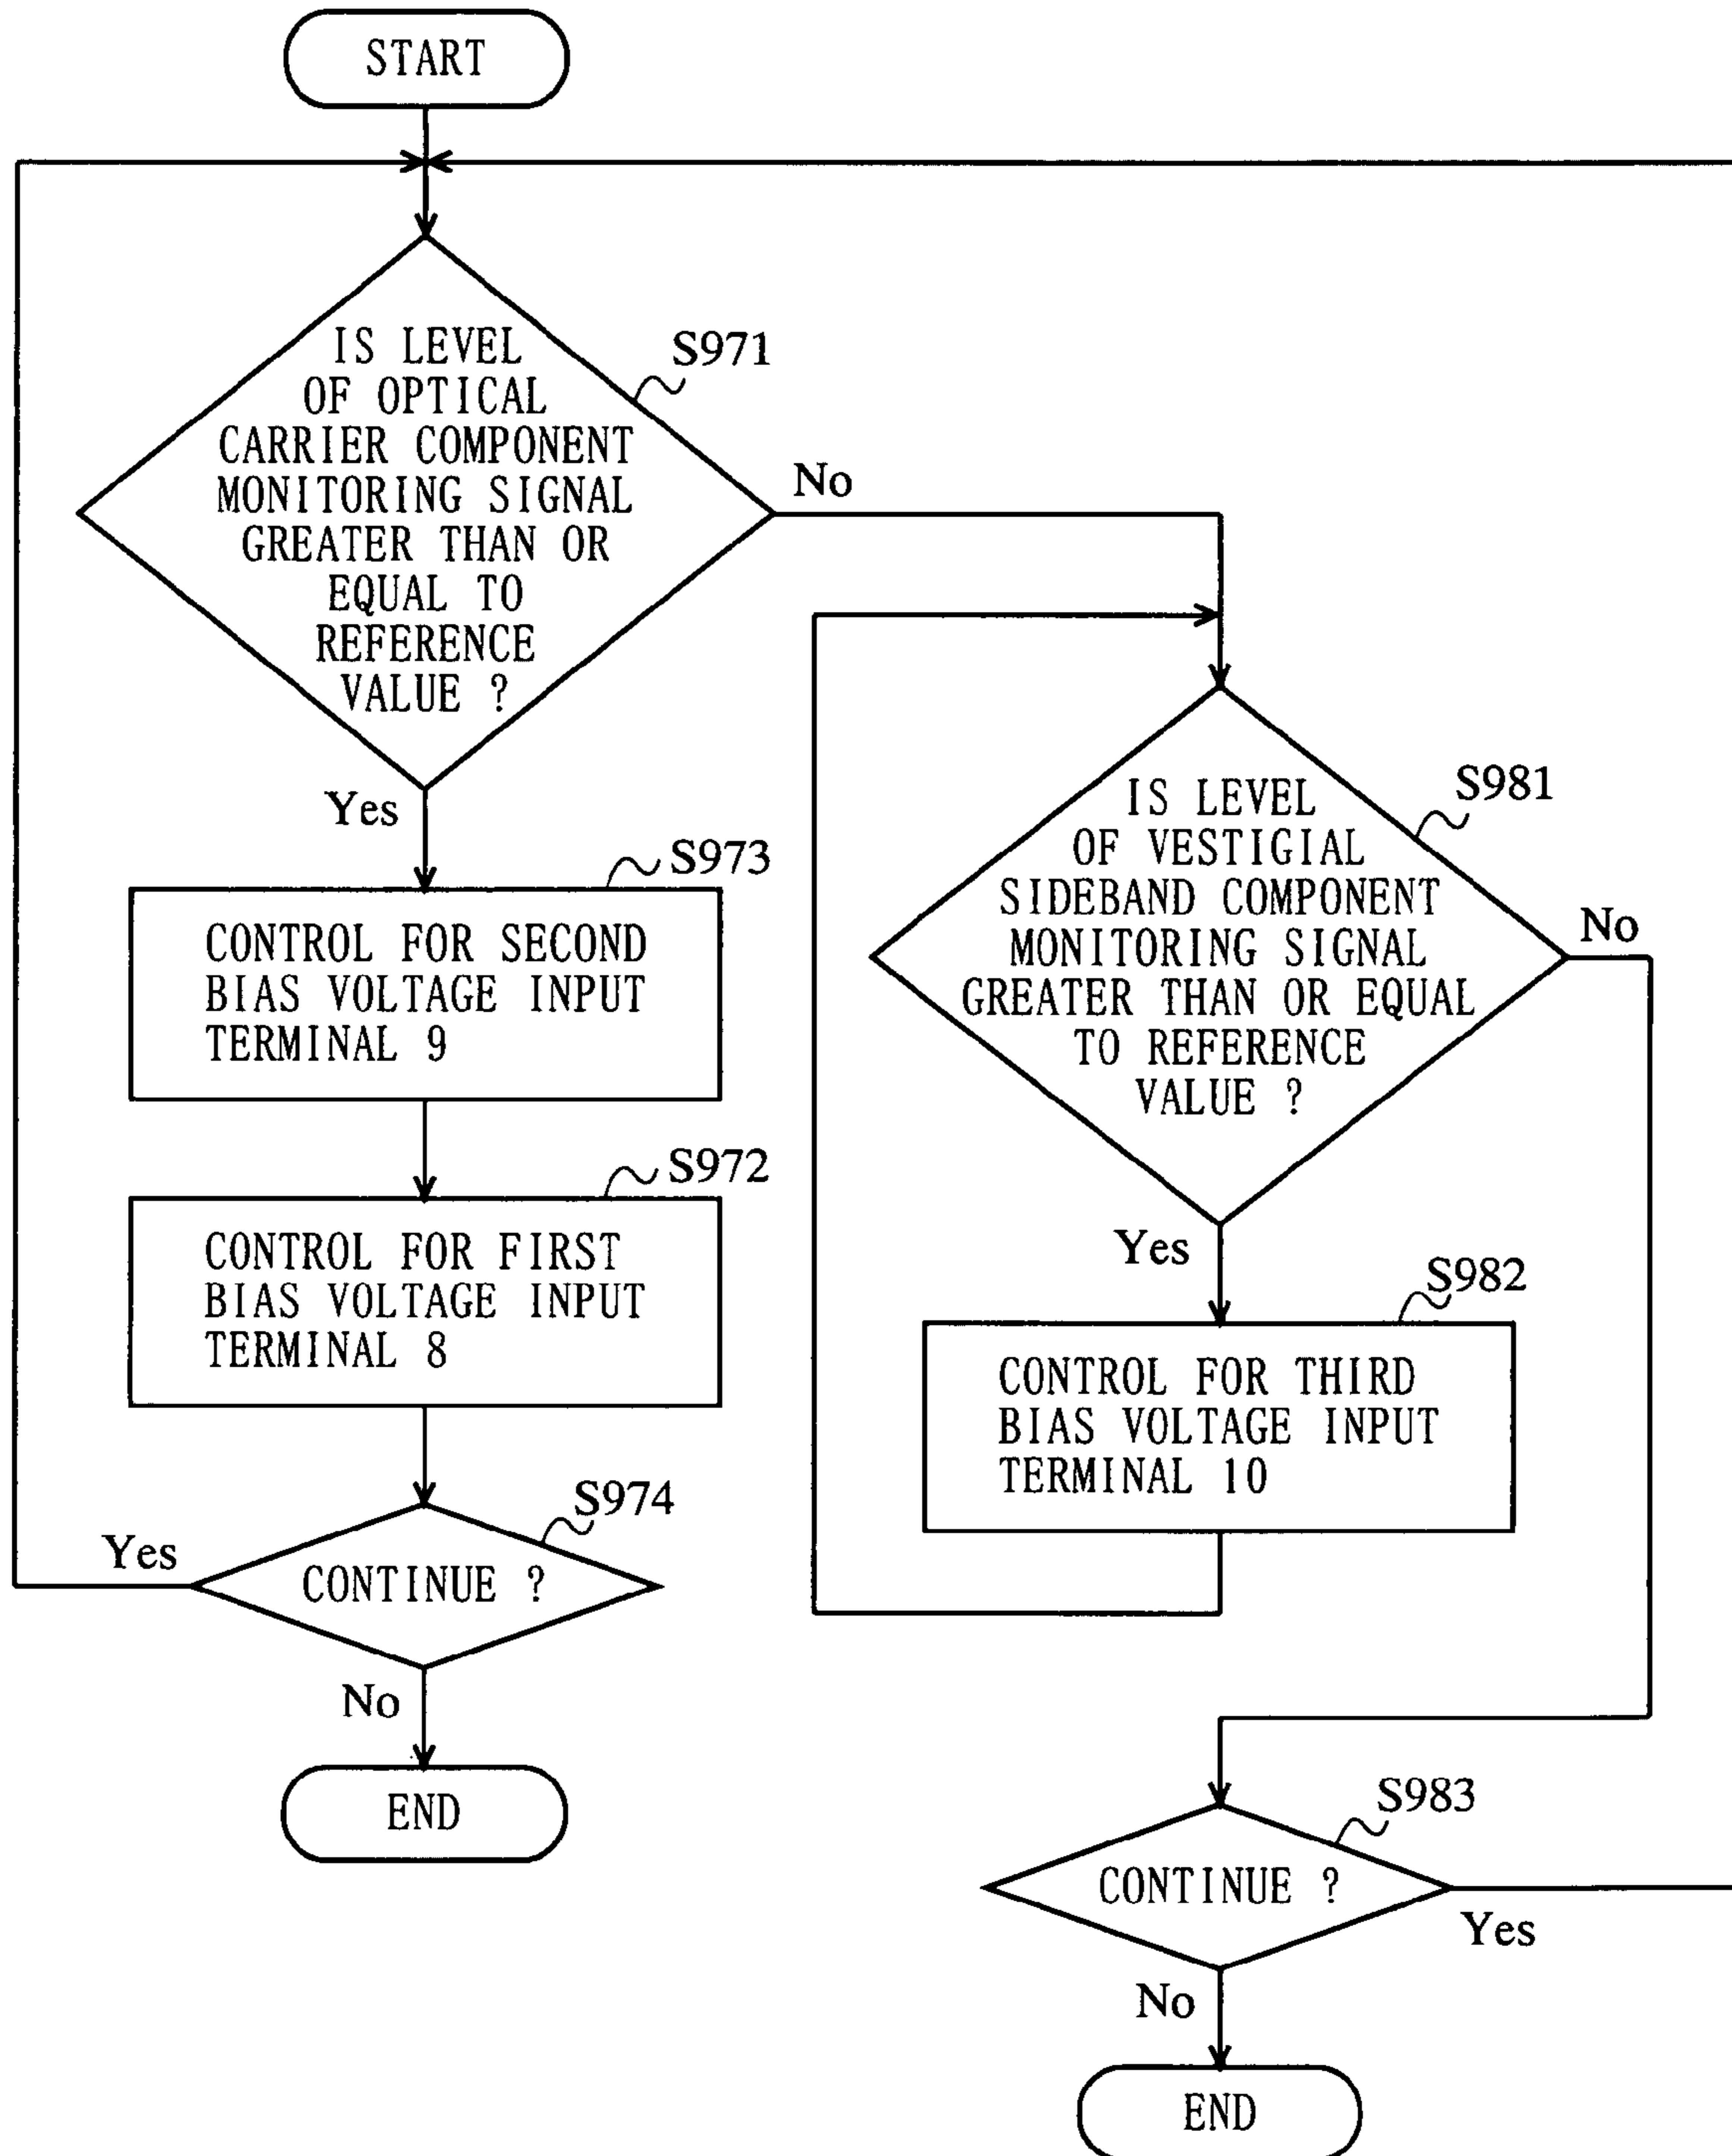 START
IS LEVEL
OF OPTICAL
CARRIER COMPONENT
MONITORING SIGNAL
GREATER THAN OR
EQUAL TO
REFERENCE
VALUE ?
S971
No
Yes
S973
CONTROL FOR SECOND
BIAS VOLTAGE INPUT
TERMINAL 9
S972
CONTROL FOR FIRST
BIAS VOLTAGE INPUT
TERMINAL 8
S974
CONTINUE ?
Yes
No
END
IS LEVEL
OF VESTIGIAL
SIDEBAND COMPONENT
MONITORING SIGNAL
GREATER THAN OR EQUAL
TO REFERENCE
VALUE ?
S981
No
Yes
S982
CONTROL FOR THIRD
BIAS VOLTAGE INPUT
TERMINAL 10
S983
CONTINUE ?
Yes
No
END